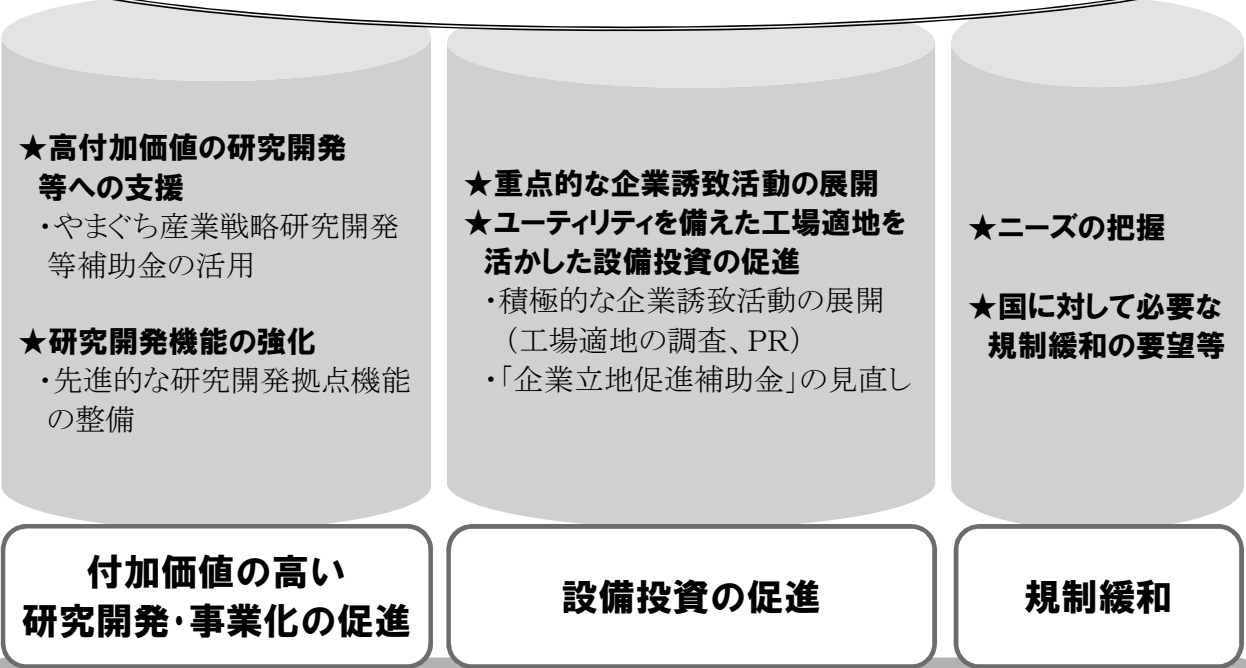 ★高付加価値の研究開発
等への支援
・やまぐち産業戦略研究開発
等補助金の活用
★研究開発機能の強化
・先進的な研究開発拠点機能
の整備
★重点的な企業誘致活動の展開
★ユーティリティを備えた工場適地を
活かした設備投資の促進
・積極的な企業誘致活動の展開
（工場適地の調査、PR）
・「企業立地促進補助金」の見直し
★ニーズの把握
★国に対して必要な
規制緩和の要望等
付加価値の高い
研究開発・事業化の促進
設備投資の促進
規制緩和